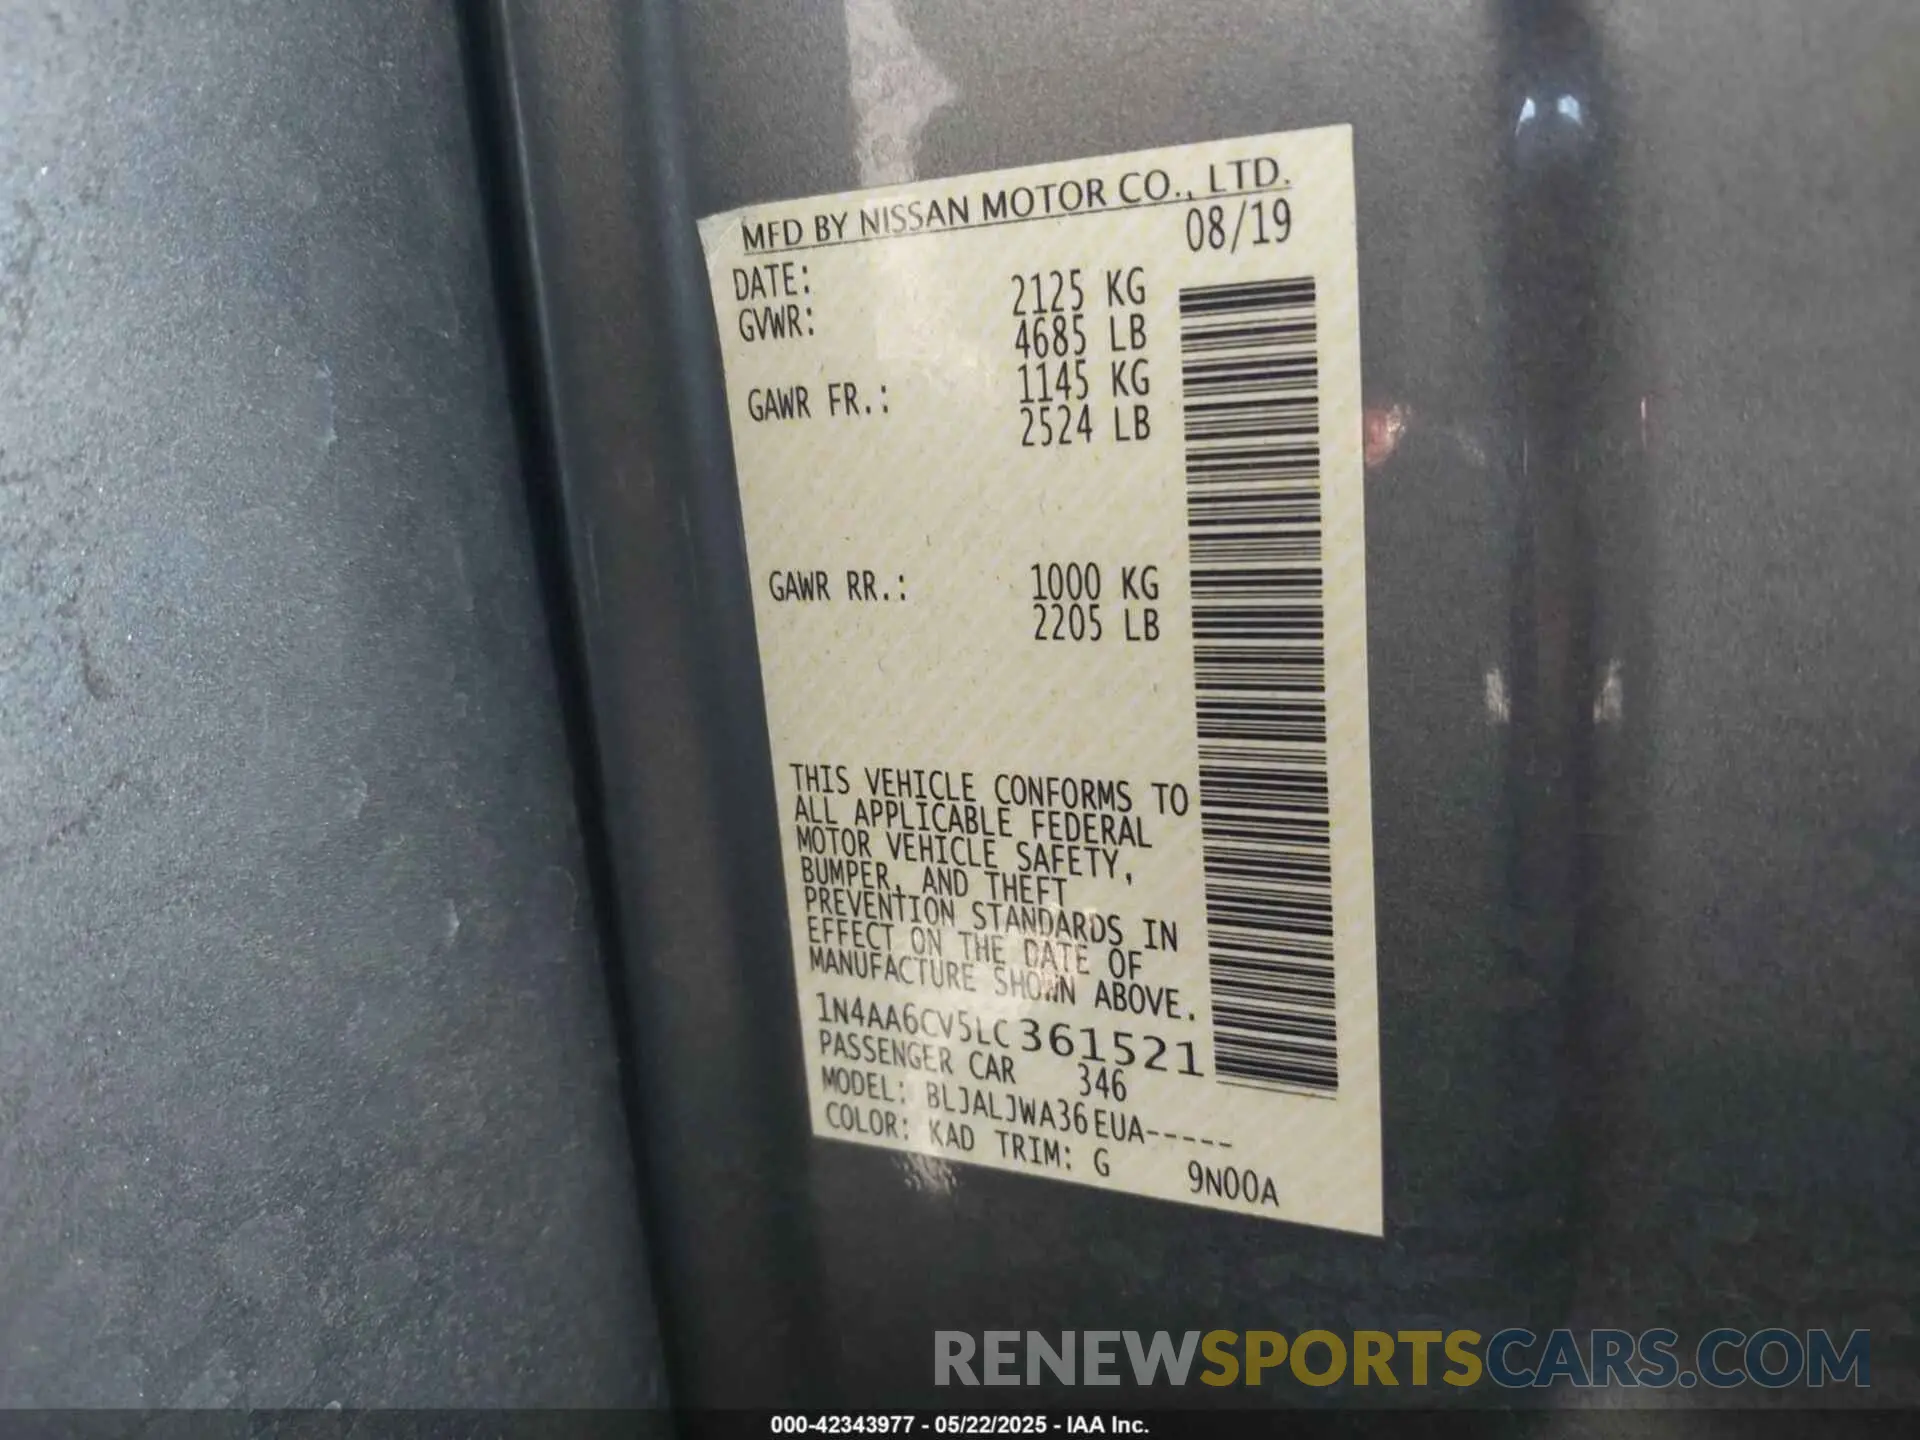 MFD BY NISSAN MOTOR CO., LTD.
DATE: 08/19
GVWR: 2125 KG
4685 LB
GAWR FR.: 1145 KG
2524 LB
GAWR RR.: 1000 KG
2205 LB
THIS VEHICLE CONFORMS TO
ALL APPLICABLE FEDERAL
MOTOR VEHICLE SAFETY,
BUMPER, AND THEFT
PREVENTION STANDARDS IN
EFFECT ON THE DATE OF
MANUFACTURE SHOWN ABOVE.
1N4AA6CV5LC361521
PASSENGER CAR 346
MODEL: BLJALJWA36EUA-----
COLOR: KAD TRIM: G 9N00A
RENEWSPORTSCARS.COM
000-42343977 - 05/22/2025 - IAA Inc.